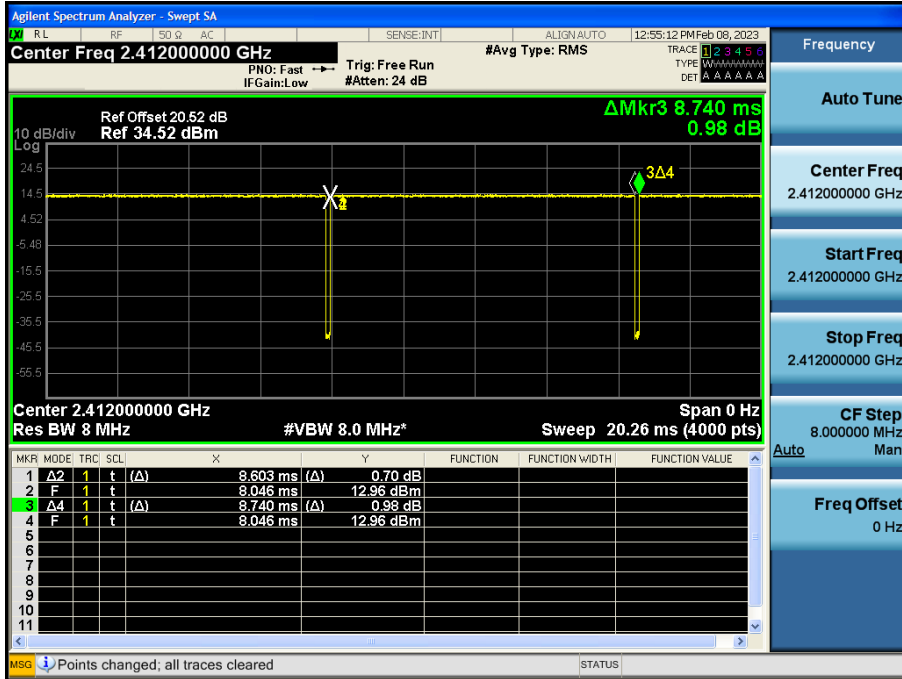 Agilent Spectrum Analyzer - Swept SA
LXI RL RF 50 Ω AC SENSE:INT ALIGN AUTO 12:55:12 PM Feb 08, 2023
Center Freq 2.412000000 GHz #Avg Type: RMS TRACE 1 2 3 4 5 6
PNO: Fast Trig: Free Run TYPE WWWWWW
IFGain:Low #Atten: 24 dB DET A A A A A A
Frequency
Auto Tune
Center Freq
2.412000000 GHz
Start Freq
2.412000000 GHz
Stop Freq
2.412000000 GHz
CF Step
8.000000 MHz
Auto Man
Freq Offset
0 Hz
Ref Offset 20.52 dB ΔMkr3 8.740 ms
10 dB/div Ref 34.52 dBm 0.98 dB
Log
24.5
3Δ4
14.5
4.52
-5.48
-15.5
-25.5
-35.5
-45.5
-55.5
Center 2.412000000 GHz Span 0 Hz
Res BW 8 MHz #VBW 8.0 MHz* Sweep 20.26 ms (4000 pts)
MKR MODE TRC SCL X Y FUNCTION FUNCTION WIDTH FUNCTION VALUE
1 Δ2 1 t (Δ) 8.603 ms (Δ) 0.70 dB
2 F 1 t 8.046 ms 12.96 dBm
3 Δ4 1 t (Δ) 8.740 ms (Δ) 0.98 dB
4 F 1 t 8.046 ms 12.96 dBm
5
6
7
8
9
10
11
MSG Points changed; all traces cleared STATUS